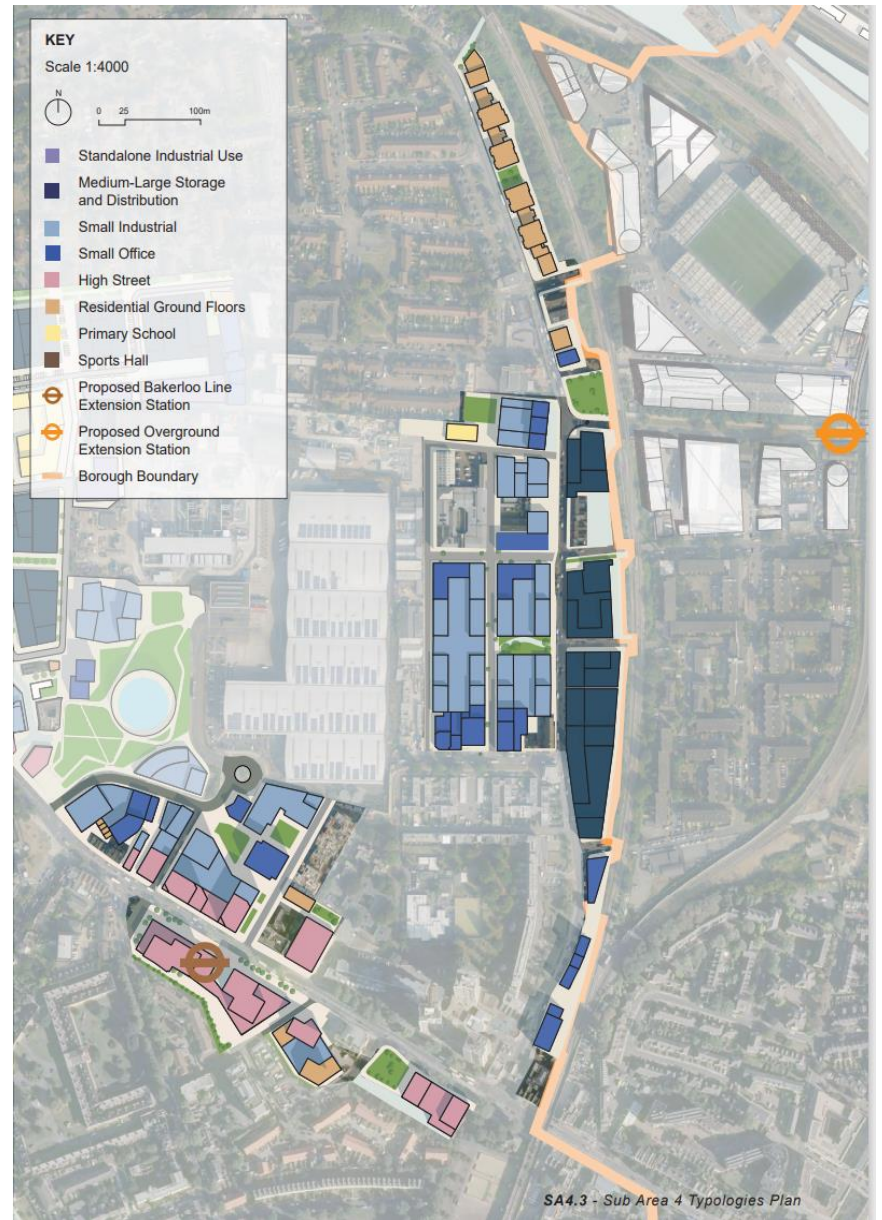 KEY
Scale 1:4000
N
0 25 100m
Standalone Industrial Use
Medium-Large Storage
and Distribution
Small Industrial
Small Office
High Street
Residential Ground Floors
Primary School
Sports Hall
Proposed Bakerloo Line
Extension Station
Proposed Overground
Extension Station
Borough Boundary
SA4.3 - Sub Area 4 Typologies Plan